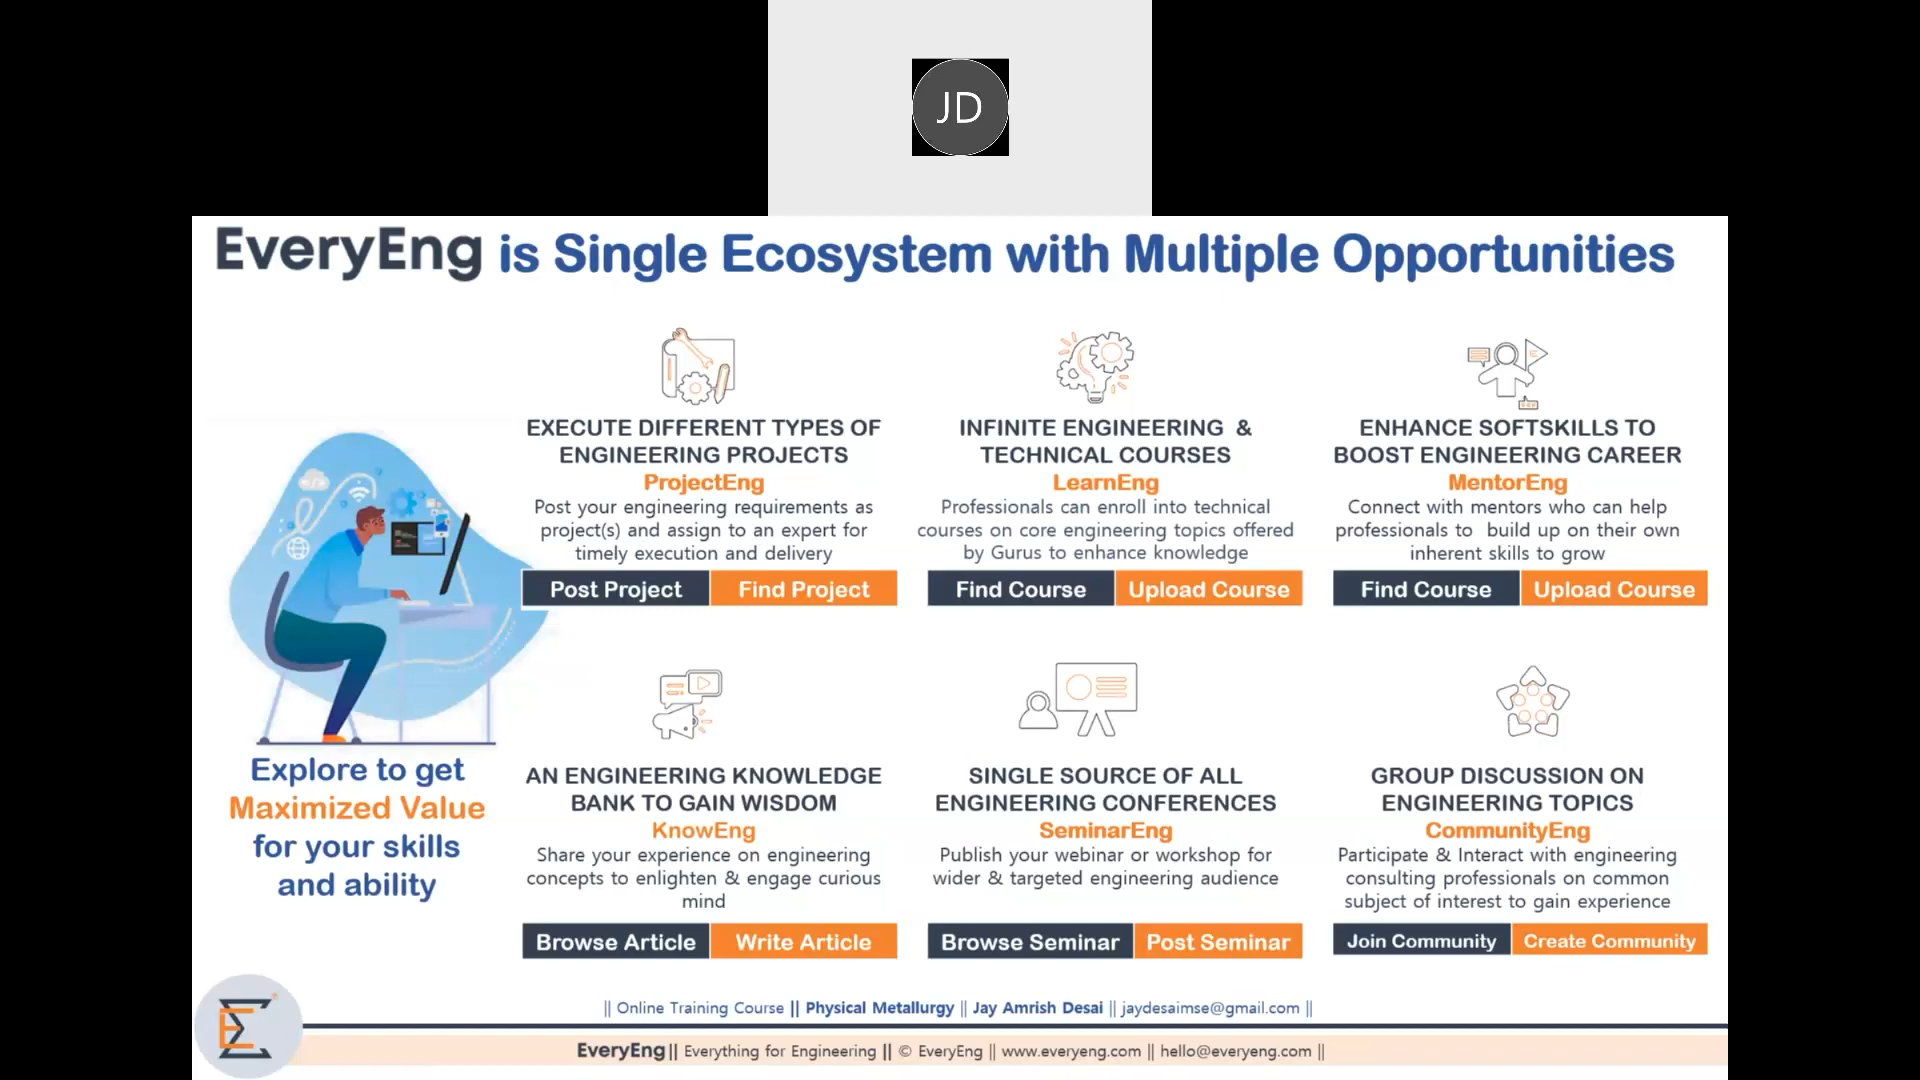 JD
EveryEng is Single Ecosystem with Multiple Opportunities
EXECUTE DIFFERENT TYPES OF
ENGINEERING PROJECTS
ProjectEng
Post your engineering requirements as
project(s) and assign to an expert for
timely execution and delivery
Post Project Find Project
INFINITE ENGINEERING &
TECHNICAL COURSES
LearnEng
Professionals can enroll into technical
courses on core engineering topics offered
by Gurus to enhance knowledge
Find Course Upload Course
ENHANCE SOFTSKILLS TO
BOOST ENGINEERING CAREER
MentorEng
Connect with mentors who can help
professionals to build up on their own
inherent skills to grow
Find Course Upload Course
Explore to get
Maximized Value
for your skills
and ability
AN ENGINEERING KNOWLEDGE
BANK TO GAIN WISDOM
KnowEng
Share your experience on engineering
concepts to enlighten & engage curious
mind
Browse Article Write Article
SINGLE SOURCE OF ALL
ENGINEERING CONFERENCES
SeminarEng
Publish your webinar or workshop for
wider & targeted engineering audience
Browse Seminar Post Seminar
GROUP DISCUSSION ON
ENGINEERING TOPICS
CommunityEng
Participate & Interact with engineering
consulting professionals on common
subject of interest to gain experience
Join Community Create Community
|| Online Training Course || Physical Metallurgy || Jay Amrish Desai || jaydesaimse@gmail.com ||
EveryEng || Everything for Engineering || © EveryEng || www.everyeng.com || hello@everyeng.com ||